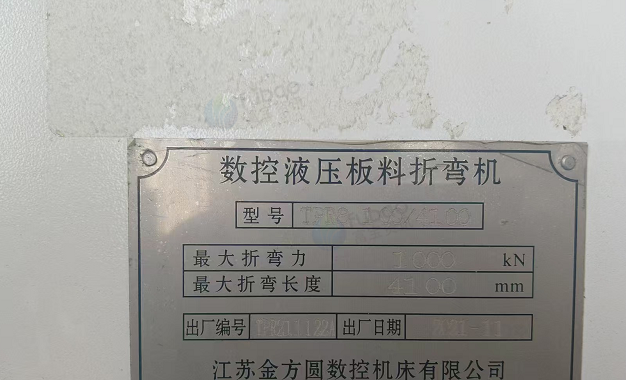 数控液压板料折弯机
型号
最大折弯力 1000 kN
最大折弯长度 4100 mm
出厂编号 出厂日期
江苏金方圆数控机床有限公司